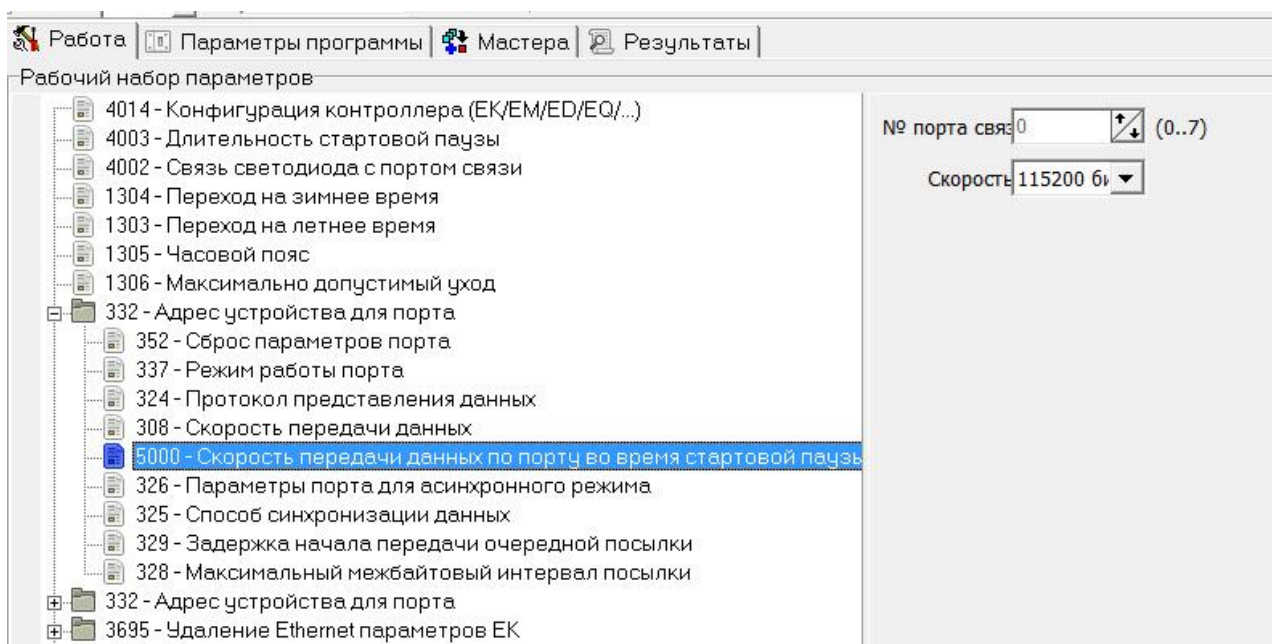 Работа
Параметры программы
Мастера
Результаты
Рабочий набор параметров
4014 - Конфигурация контроллера (EK/EM/ED/EQ/...)
4003 - Длительность стартовой паузы
4002 - Связь светодиода с портом связи
1304 - Переход на зимнее время
1303 - Переход на летнее время
1305 - Часовой пояс
1306 - Максимально допустимый уход
332 - Адрес устройства для порта
352 - Сброс параметров порта
337 - Режим работы порта
324 - Протокол представления данных
308 - Скорость передачи данных
5000 - Скорость передачи данных по порту во время стартовой паузы
326 - Параметры порта для асинхронного режима
325 - Способ синхронизации данных
329 - Задержка начала передачи очередной посылки
328 - Максимальный межбайтовый интервал посылки
332 - Адрес устройства для порта
3695 - Удаление Ethernet параметров EK
№ порта связ 0 (0..7)
Скорость 115200 би